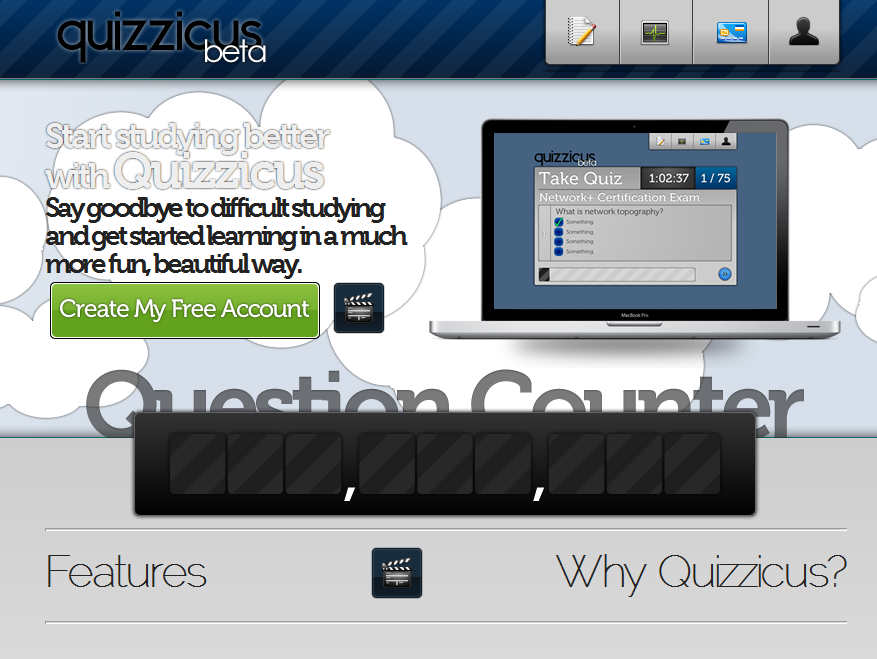 quizzicus
beta
Start studying better
with Quizzicus
Say goodbye to difficult studying
and get started learning in a much
more fun, beautiful way.
Create My Free Account
quizzicus
beta
Take Quiz 1:02:37 1 / 75
Network+ Certification Exam
What is network topography?
1
Something.
Something.
Something.
Something.
MacBook Pro
Question Counter
, ,
Features
Why Quizzicus?